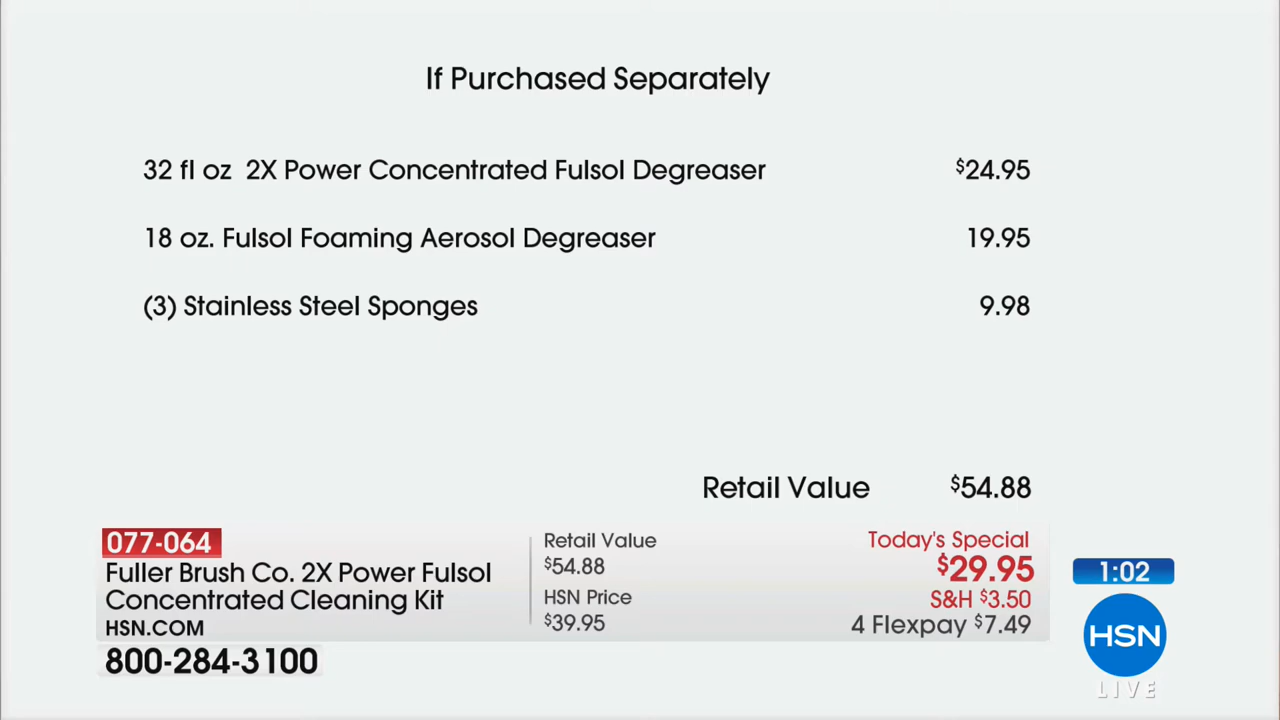 If Purchased Separately
32 fl oz  2X Power Concentrated Fulsol Degreaser $24.95
18 oz. Fulsol Foaming Aerosol Degreaser 19.95
(3) Stainless Steel Sponges 9.98
Retail Value $54.88
077-064
Fuller Brush Co. 2X Power Fulsol
Concentrated Cleaning Kit
HSN.COM
800-284-3100
Retail Value
$54.88
HSN Price
$39.95
Today's Special
$29.95
S&H $3.50
4 Flexpay $7.49
1:02
HSN
LIVE